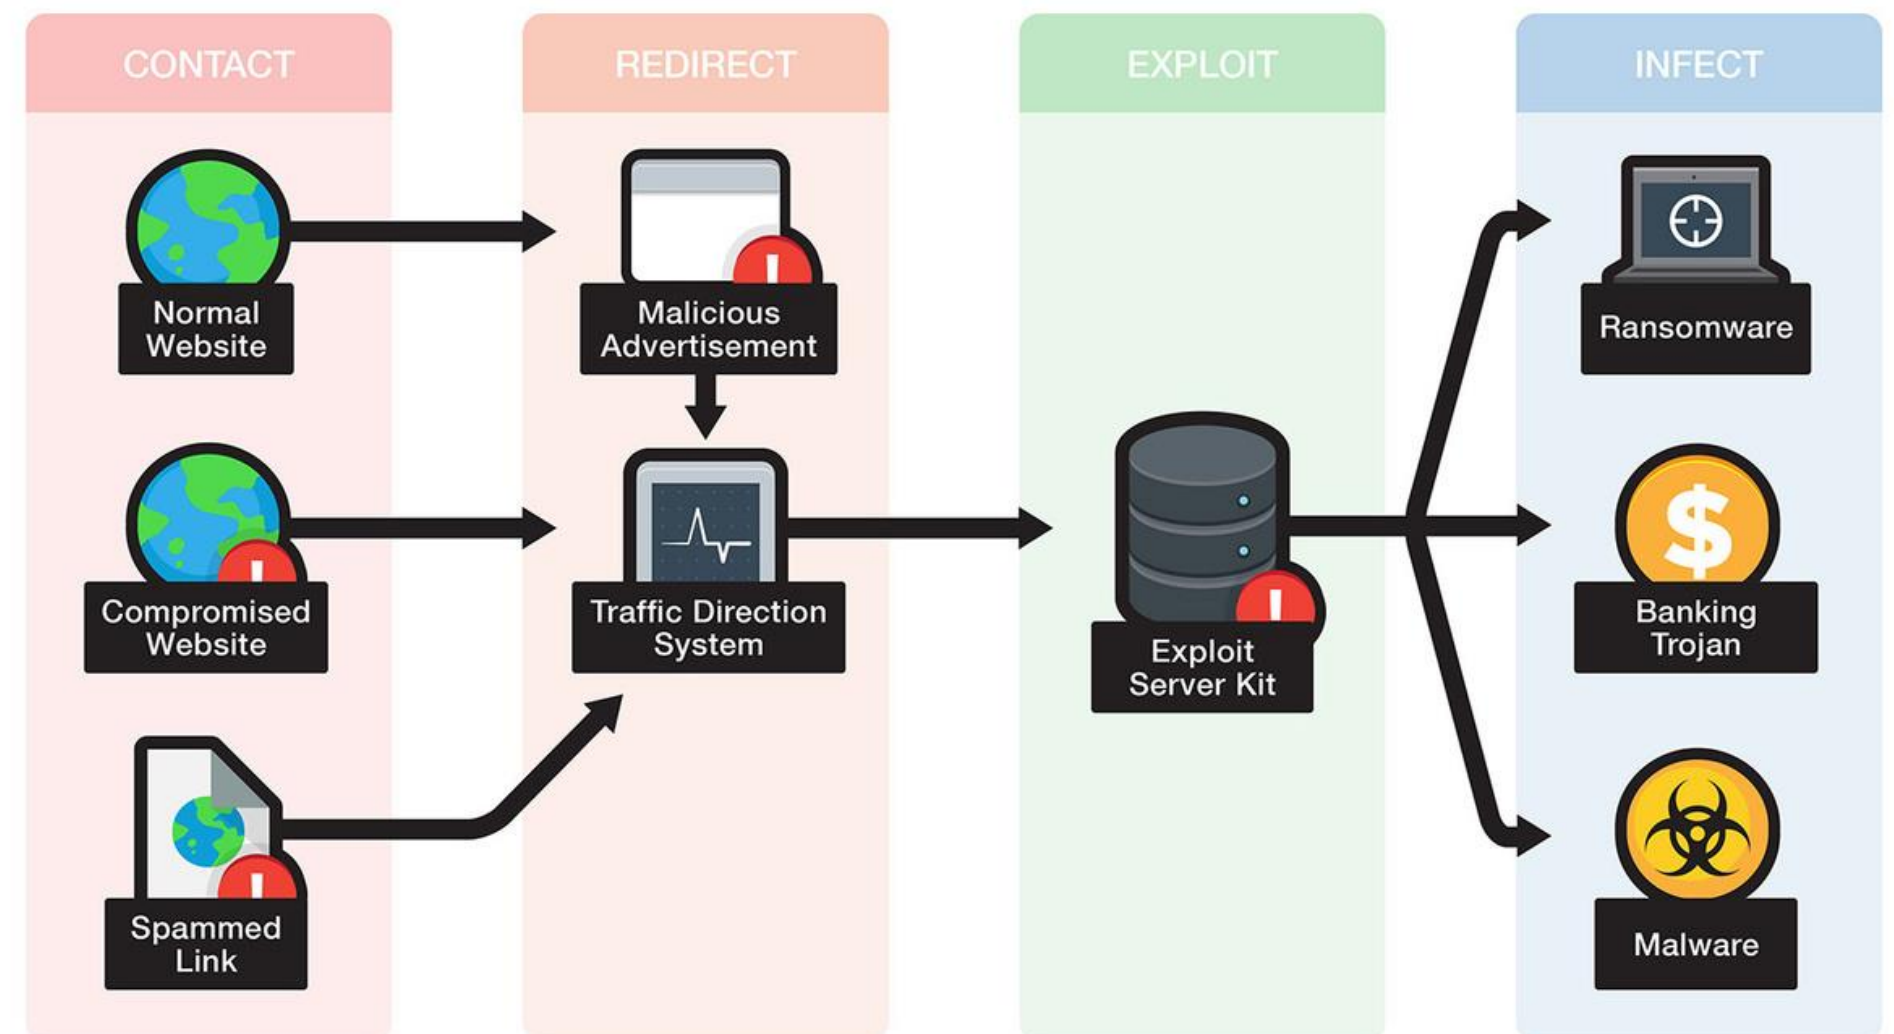 CONTACT
REDIRECT
EXPLOIT
INFECT
Normal
Website
Malicious
Advertisement
Ransomware
Compromised
Website
Traffic Direction
System
Exploit
Server Kit
Banking
Trojan
Spammed
Link
Malware